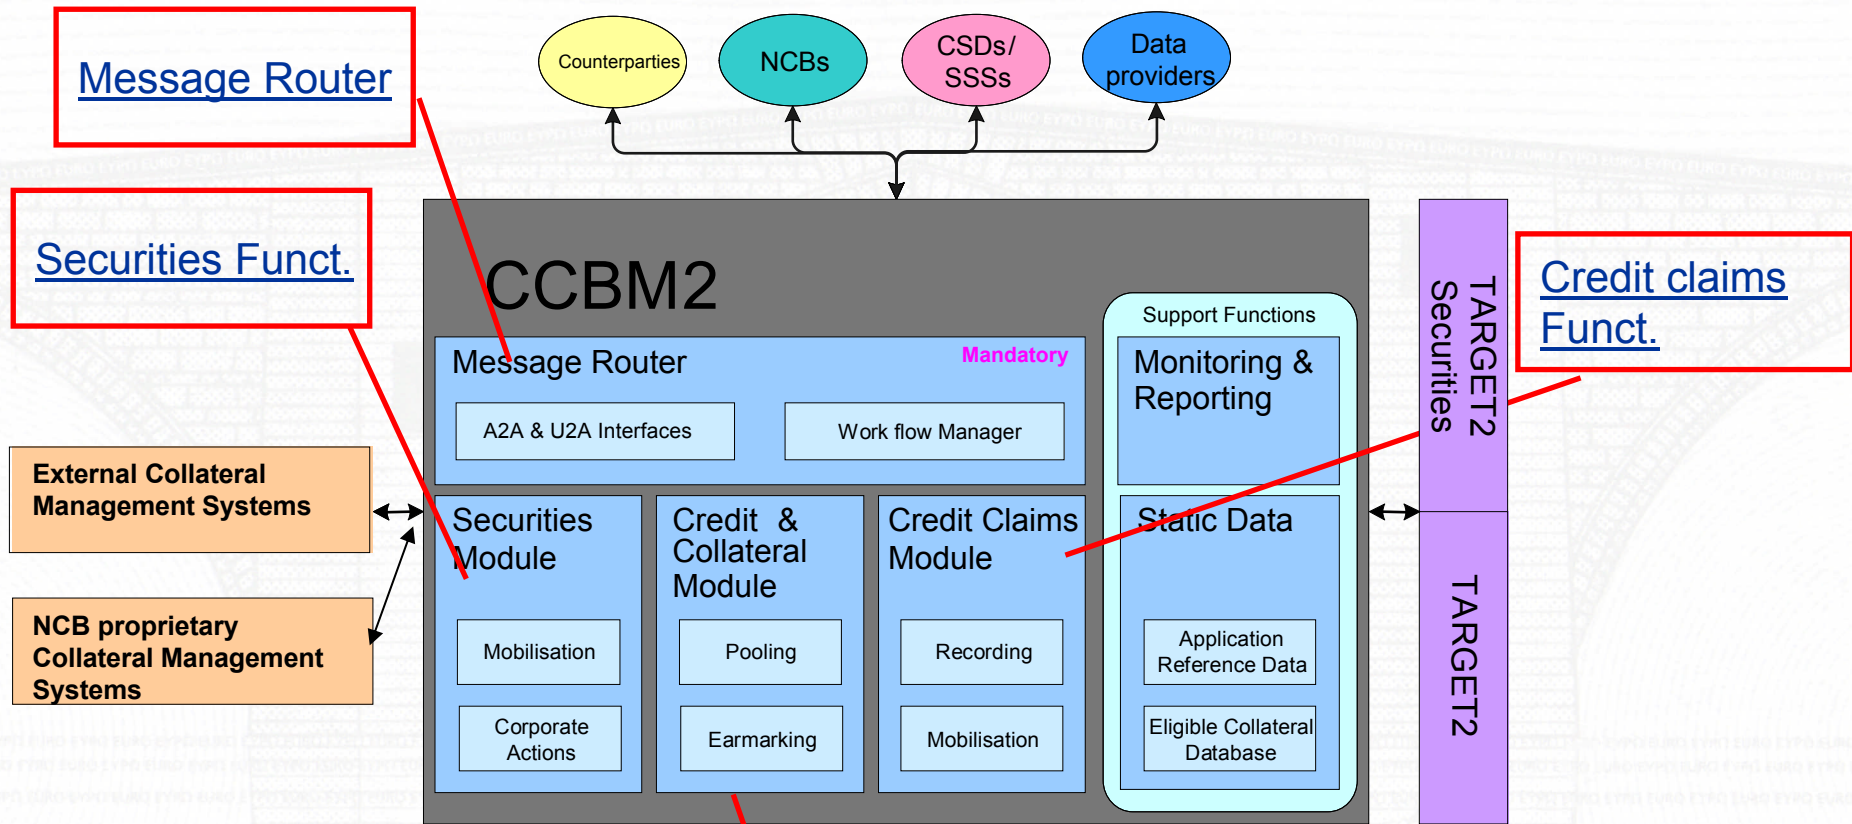 Message Router
Counterparties
NCBs
CSDs/
SSSs
Data
providers
Securities Funct.
CCBM2
Credit claims
Funct.
TARGET2
Securities
TARGET2
Support Functions
Message Router
Mandatory
A2A & U2A Interfaces
Work flow Manager
Monitoring &
Reporting
External Collateral
Management Systems
NCB proprietary
Collateral Management
Systems
Securities
Module
Mobilisation
Corporate
Actions
Credit &
Collateral
Module
Pooling
Earmarking
Credit Claims
Module
Recording
Mobilisation
Static Data
Application
Reference Data
Eligible Collateral
Database